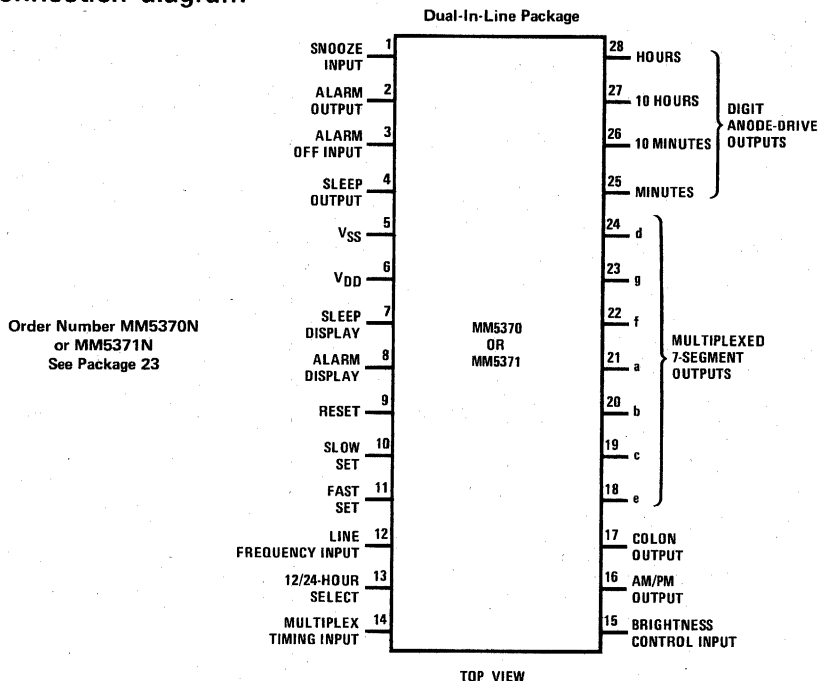 Dual-In-Line Package
SNOOZE
INPUT
1
ALARM
OUTPUT
2
ALARM
OFF INPUT
3
SLEEP
OUTPUT
4
VSS
5
VDD
6
SLEEP
DISPLAY
7
ALARM
DISPLAY
8
RESET
9
SLOW
SET
10
FAST
SET
11
LINE
FREQUENCY INPUT
12
12/24-HOUR
SELECT
13
MULTIPLEX
TIMING INPUT
14
Order Number MM5370N
or MM5371N
See Package 23
MM5370
OR
MM5371
28
HOURS
27
10 HOURS
26
10 MINUTES
25
MINUTES
DIGIT
ANODE-DRIVE
OUTPUTS
24
d
23
g
22
f
21
a
20
b
19
c
18
e
MULTIPLEXED
7-SEGMENT
OUTPUTS
17
COLON
OUTPUT
16
AM/PM
OUTPUT
15
BRIGHTNESS
CONTROL INPUT
TOP VIEW